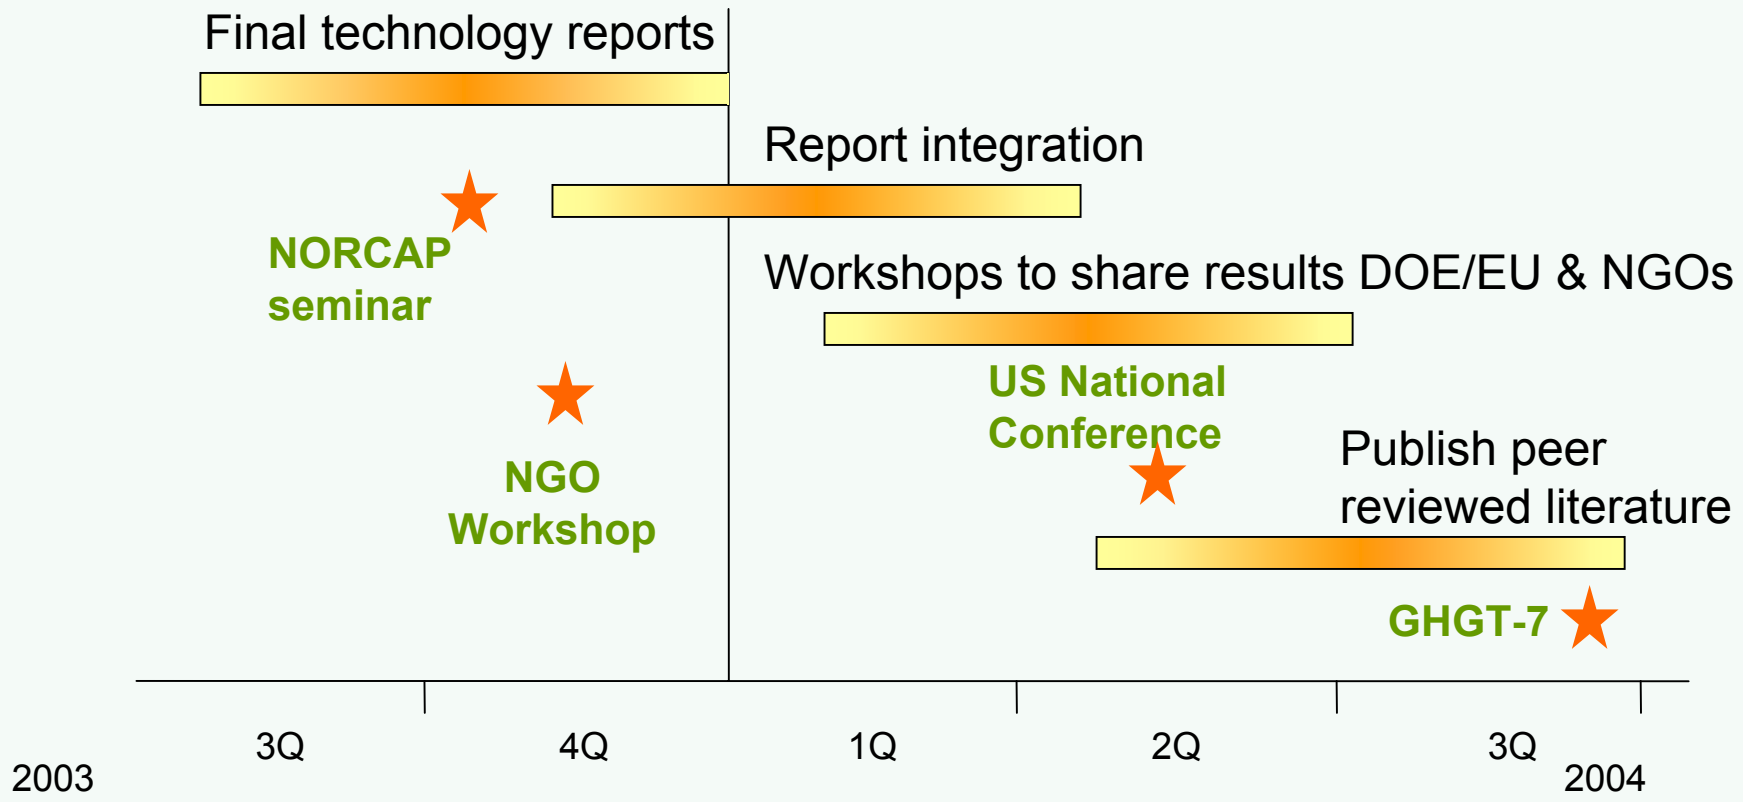 Final technology reports
Report integration
NORCAP
seminar
Workshops to share results DOE/EU & NGOs
US National
Conference
NGO
Workshop
Publish peer
reviewed literature
GHGT-7
3Q
4Q
1Q
2Q
3Q
2003
2004